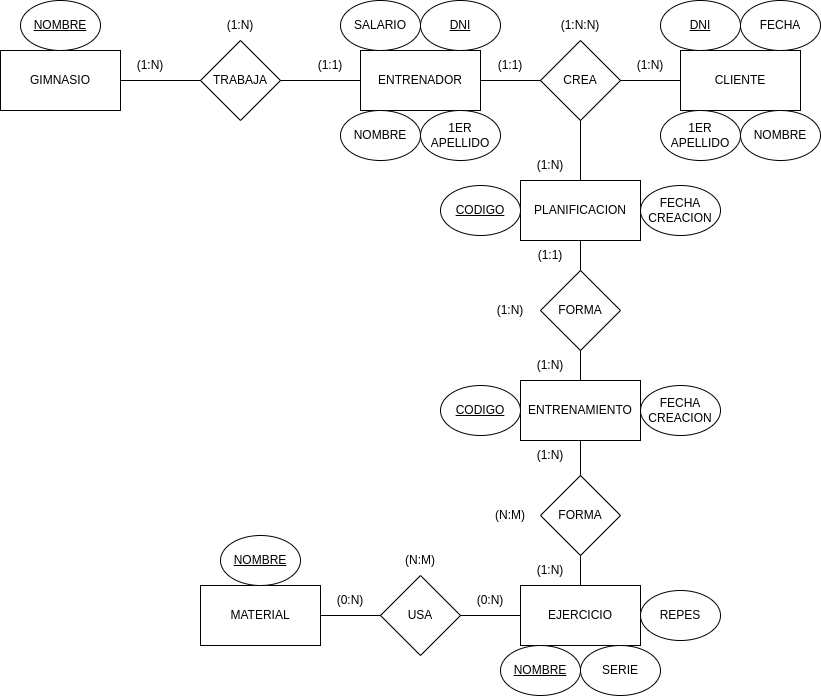 NOMBRE
(1:N)
SALARIO
DNI
(1:N:N)
DNI
FECHA
(1:N)
(1:1)
(1:1)
(1:N)
GIMNASIO
TRABAJA
ENTRENADOR
CREA
CLIENTE
NOMBRE
1ER
APELLIDO
1ER
APELLIDO
NOMBRE
(1:N)
CODIGO
PLANIFICACION
FECHA
CREACION
(1:1)
(1:N)
FORMA
(1:N)
CODIGO
ENTRENAMIENTO
FECHA
CREACION
(1:N)
(N:M)
FORMA
NOMBRE
(N:M)
(1:N)
(0:N)
(0:N)
MATERIAL
USA
EJERCICIO
REPES
NOMBRE
SERIE